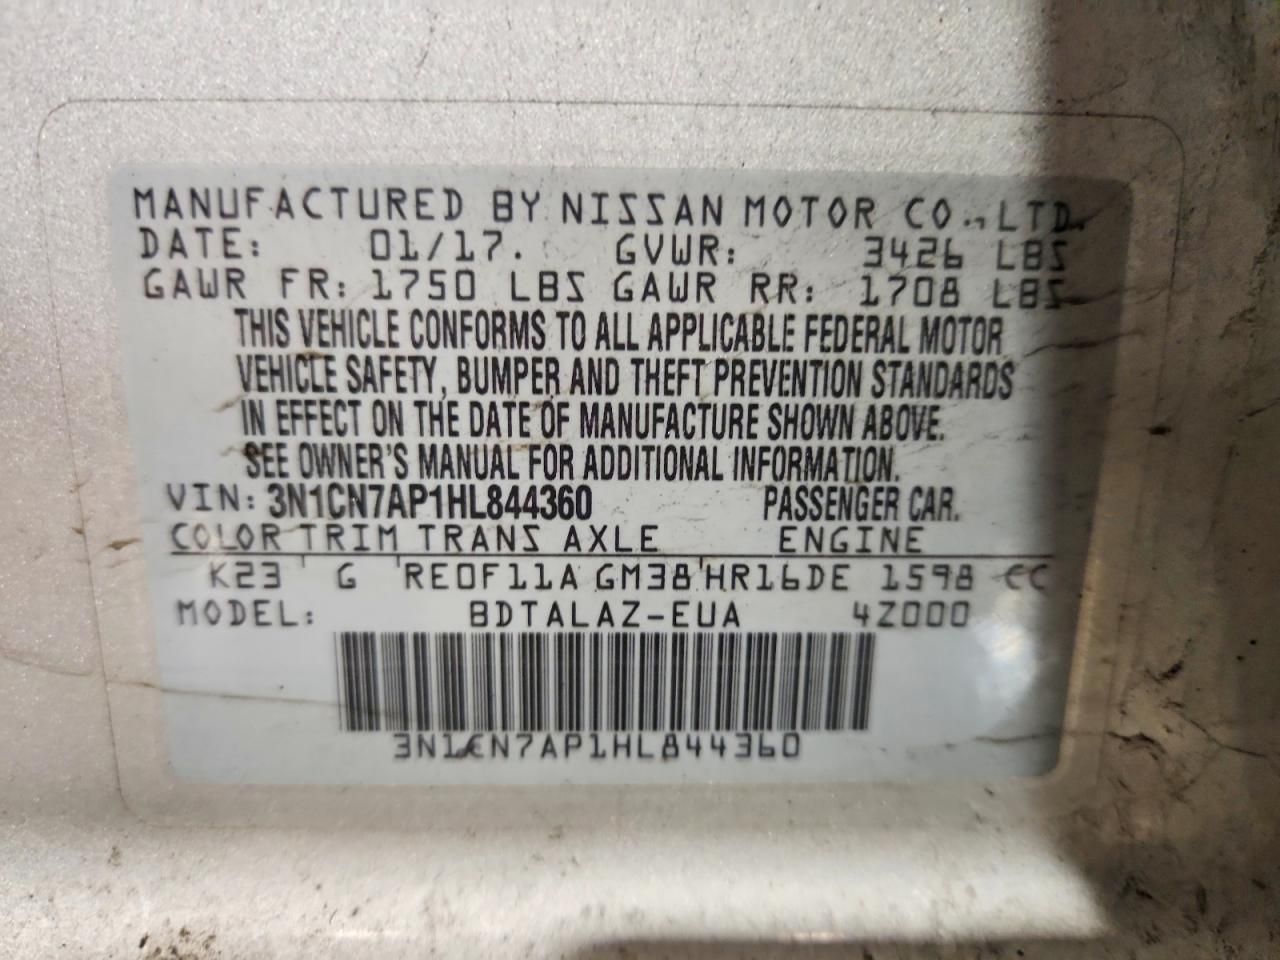 MANUFACTURED BY NISSAN MOTOR CO., LTD.
DATE: 01/17. GVWR: 3426 LBS
GAWR FR: 1750 LBS GAWR RR: 1708 LBS
THIS VEHICLE CONFORMS TO ALL APPLICABLE FEDERAL MOTOR
VEHICLE SAFETY, BUMPER AND THEFT PREVENTION STANDARDS
IN EFFECT ON THE DATE OF MANUFACTURE SHOWN ABOVE.
SEE OWNER'S MANUAL FOR ADDITIONAL INFORMATION.
VIN: 3N1CN7AP1HL844360 PASSENGER CAR.
COLOR TRIM TRANS AXLE ENGINE
K23 G RE0F11A GM38 HR16DE 1598 CC
MODEL: BDTALAZ-EUA 4Z000
3N1CN7AP1HL844360